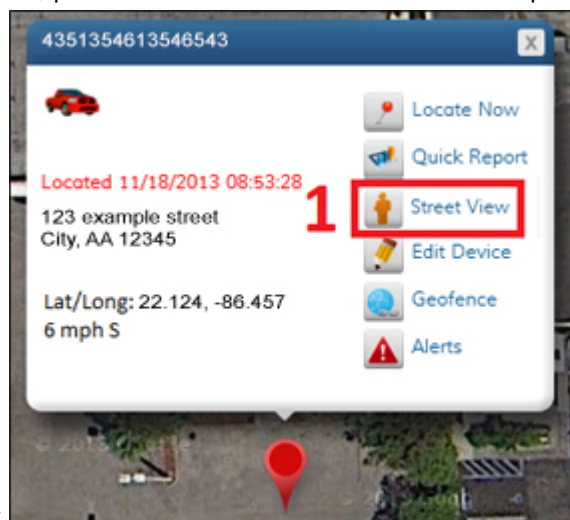 4351354613546543
X
Locate Now
Quick Report
Located 11/18/2013 08:53:28
1
Street View
123 example street
City, AA 12345
Edit Device
Lat/Long: 22.124, -86.457
Geofence
6 mph S
Alerts